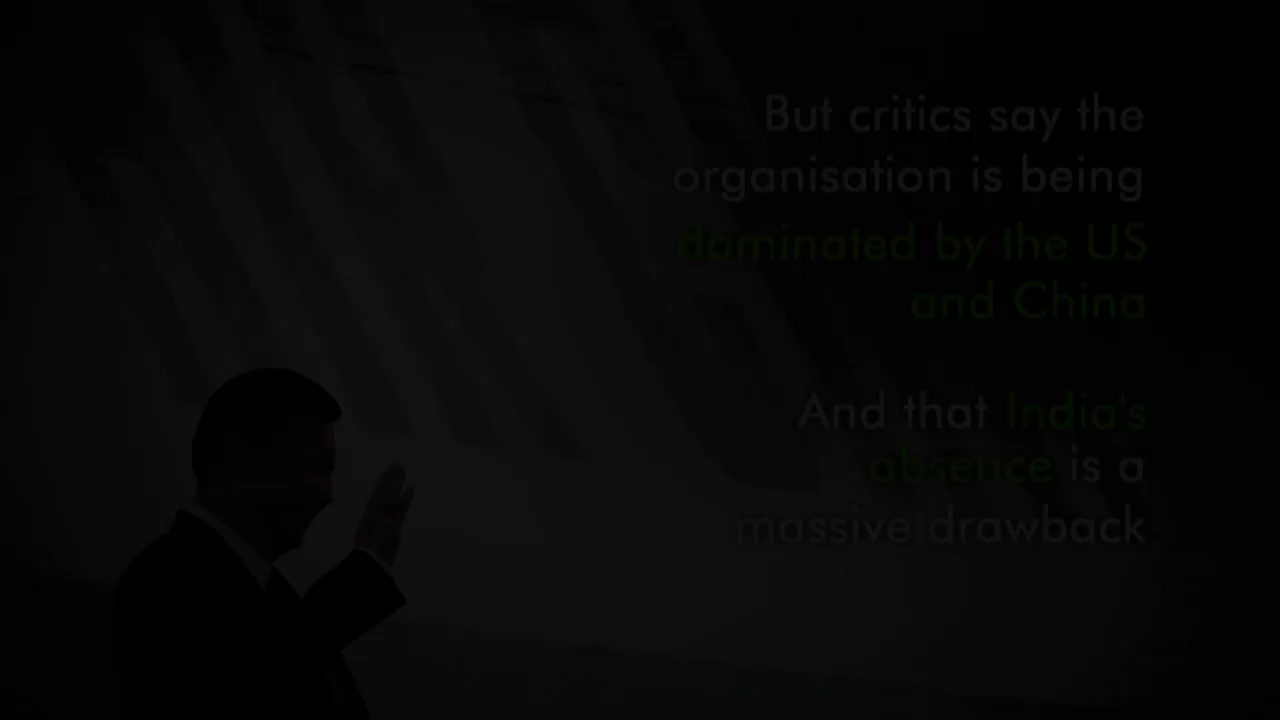 But critics say the
organisation is being
dominated by the US
and China
And that India's
absence is a
massive drawback